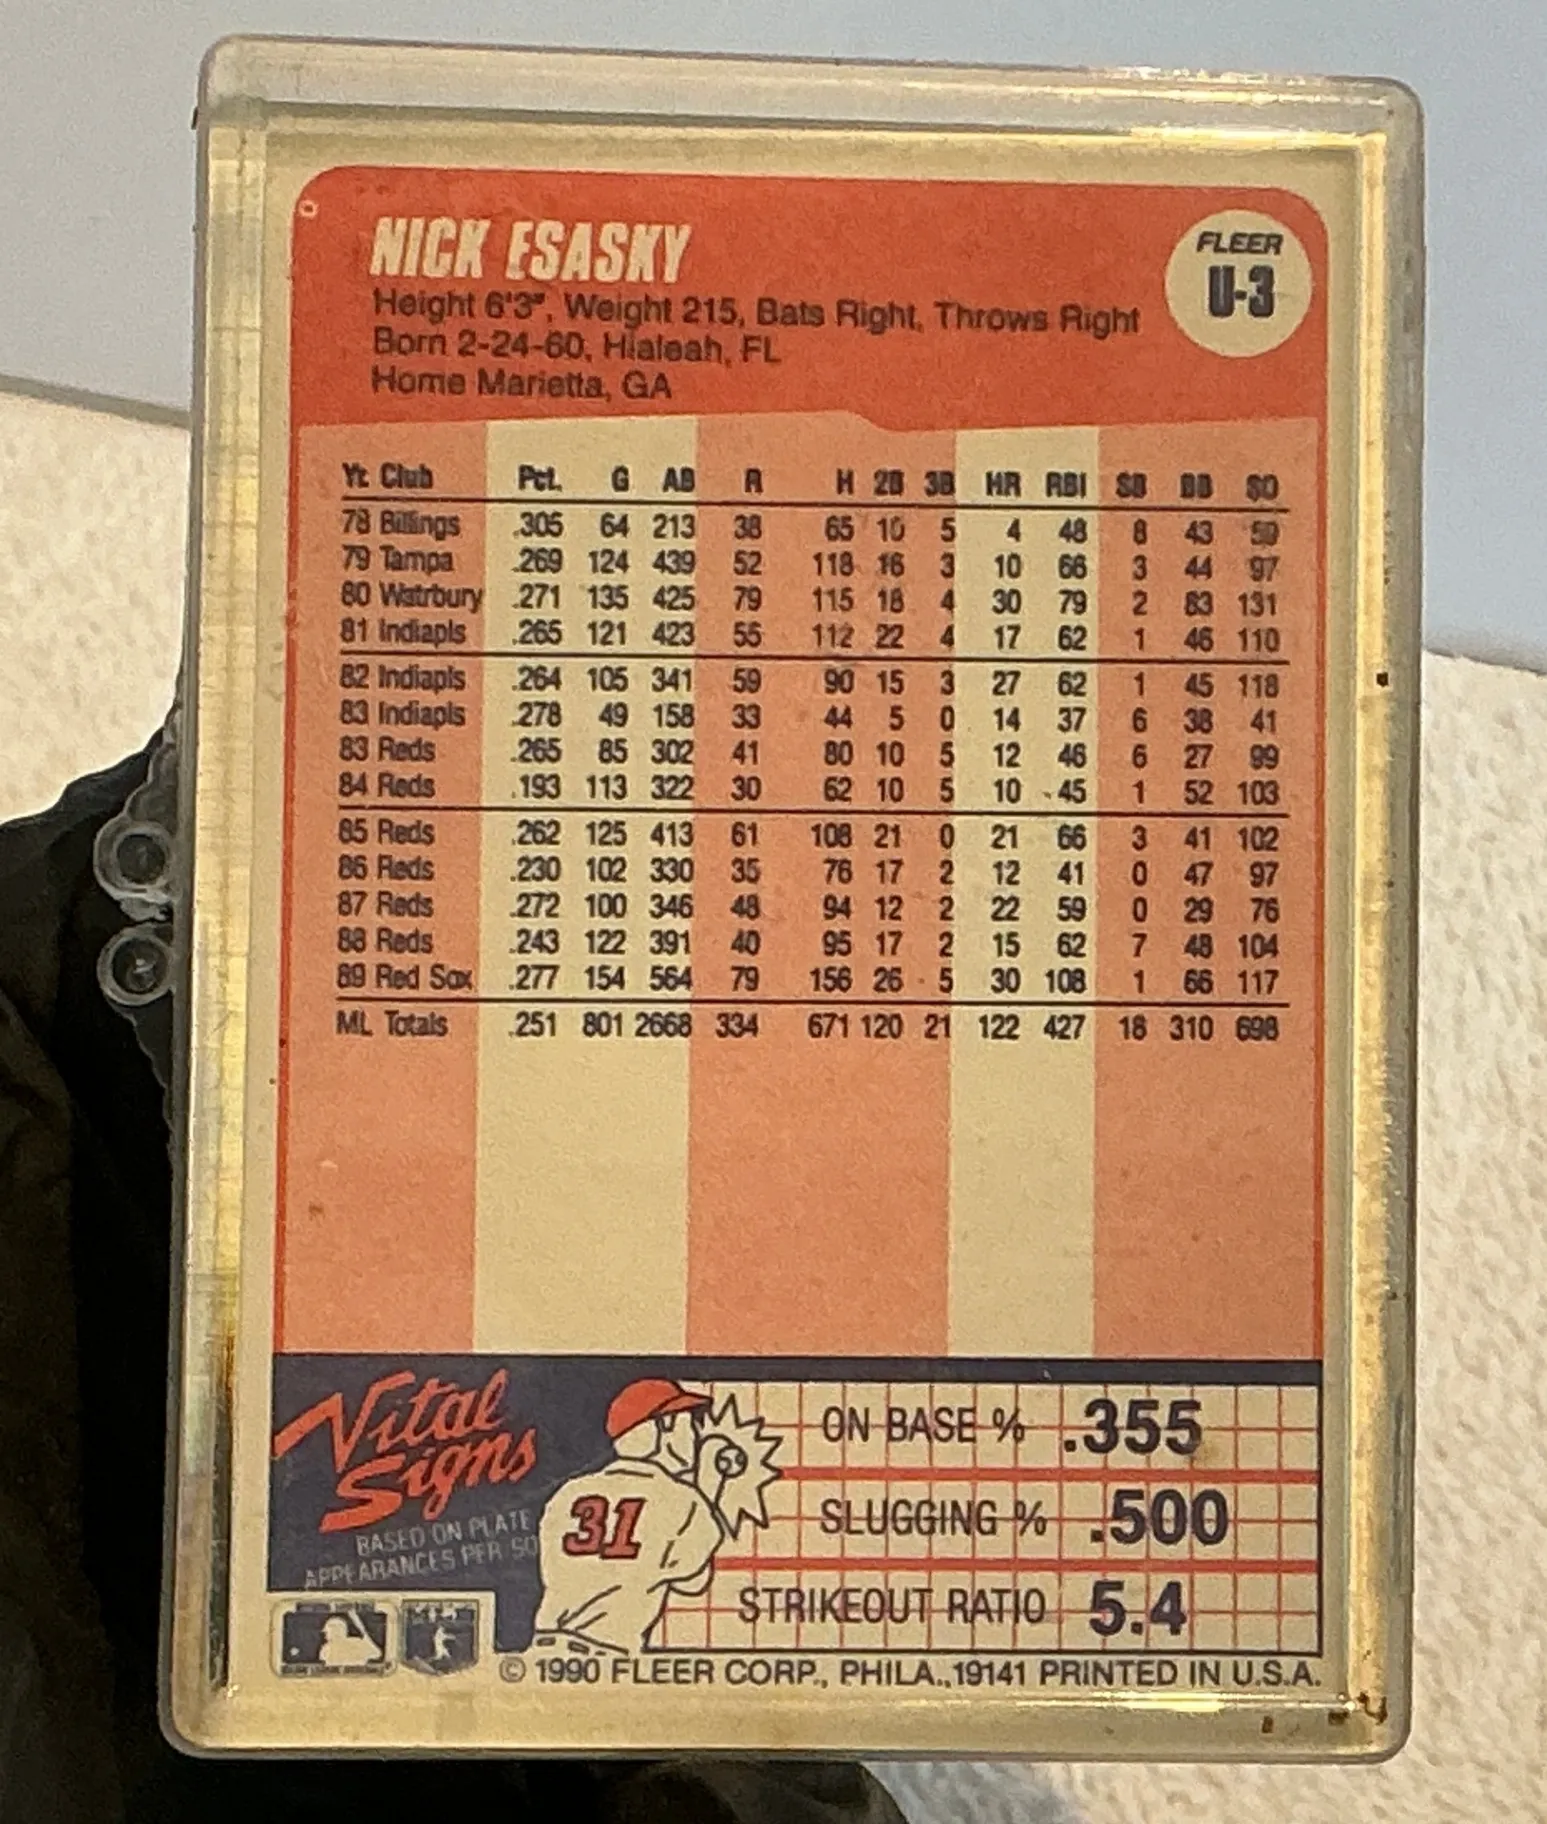 NICK ESASKY
Height 6'3", Weight 215, Bats Right, Throws Right
Born 2-24-60, Hialeah, FL
Home Marietta, GA
FLEER
U-3
Yr. Club Pct. G AB R H 2B 3B HR RBI SB BB SO
78 Billings .305 64 213 38 65 10 5 4 48 8 43 59
79 Tampa .269 124 439 52 118 16 3 10 66 3 44 97
80 Watrbury .271 135 425 79 115 18 4 30 79 2 83 131
81 Indiapls .265 121 423 55 112 22 4 17 62 1 46 110
82 Indiapls .264 105 341 59 90 15 3 27 62 1 45 118
83 Indiapls .278 49 158 33 44 5 0 14 37 6 38 41
83 Reds .265 85 302 41 80 10 5 12 46 6 27 99
84 Reds .193 113 322 30 62 10 5 10 45 1 52 103
85 Reds .262 125 413 61 108 21 0 21 66 3 41 102
86 Reds .230 102 330 35 76 17 2 12 41 0 47 97
87 Reds .272 100 346 48 94 12 2 22 59 0 29 76
88 Reds .243 122 391 40 95 17 2 15 62 7 48 104
89 Red Sox .277 154 564 79 156 26 5 30 108 1 66 117
ML Totals .251 801 2668 334 671 120 21 122 427 18 310 698
Vital
Signs
BASED ON PLATE
APPEARANCES PER SO
31
ON BASE % .355
SLUGGING % .500
STRIKEOUT RATIO 5.4
© 1990 FLEER CORP., PHILA., 19141 PRINTED IN U.S.A.